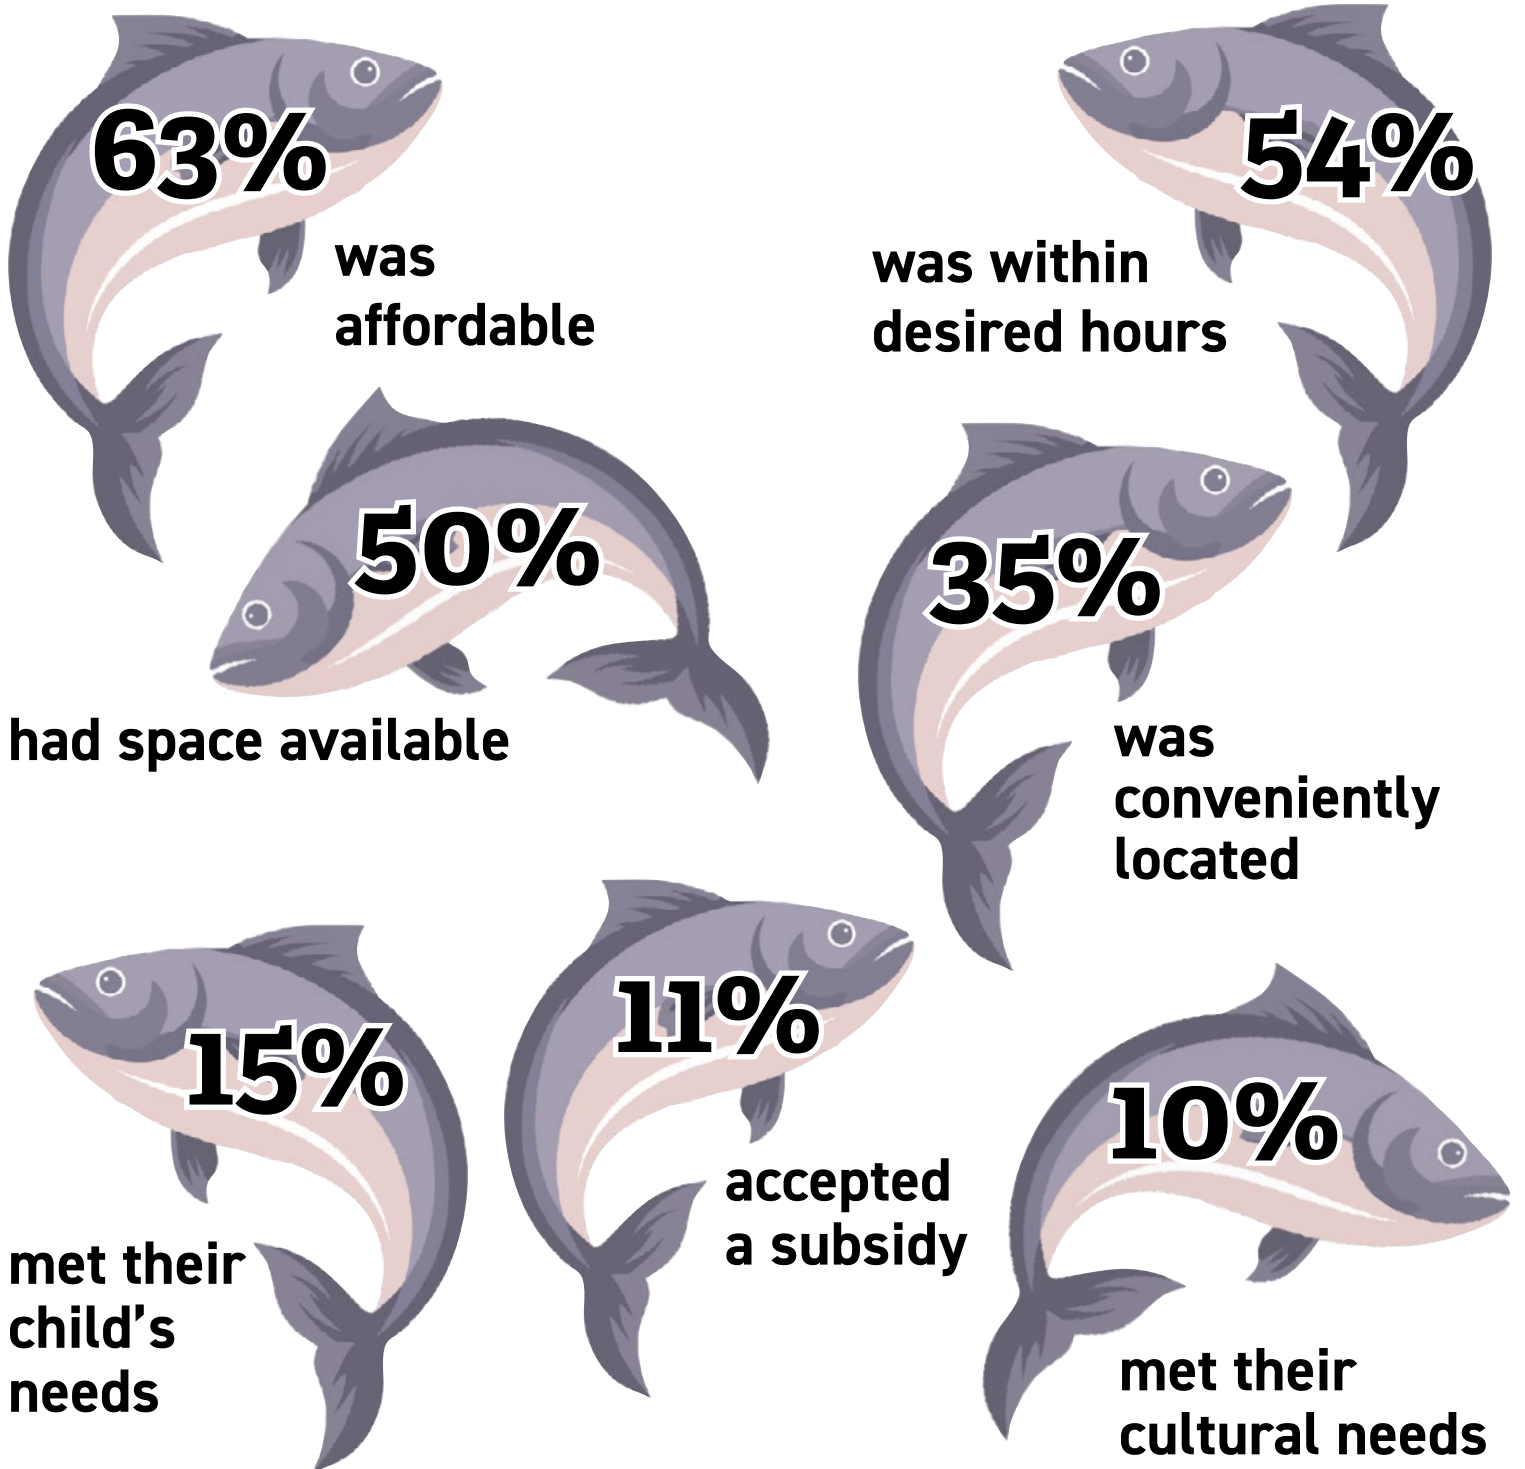 63%
was
affordable
54%
was within
desired hours
50%
had space available
35%
was
conveniently
located
15%
met their
child’s
needs
11%
accepted
a subsidy
10%
met their
cultural needs